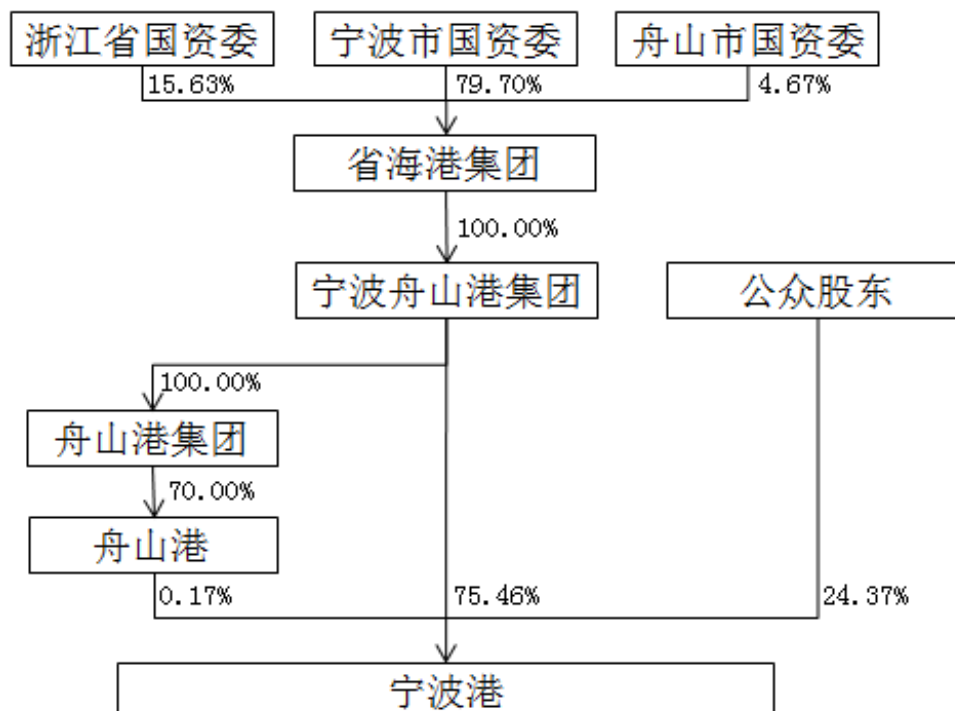 浙江省国资委
宁波市国资委
舟山市国资委
15.63%
79.70%
4.67%
省海港集团
100.00%
宁波舟山港集团
公众股东
100.00%
舟山港集团
70.00%
舟山港
0.17%
75.46%
24.37%
宁波港